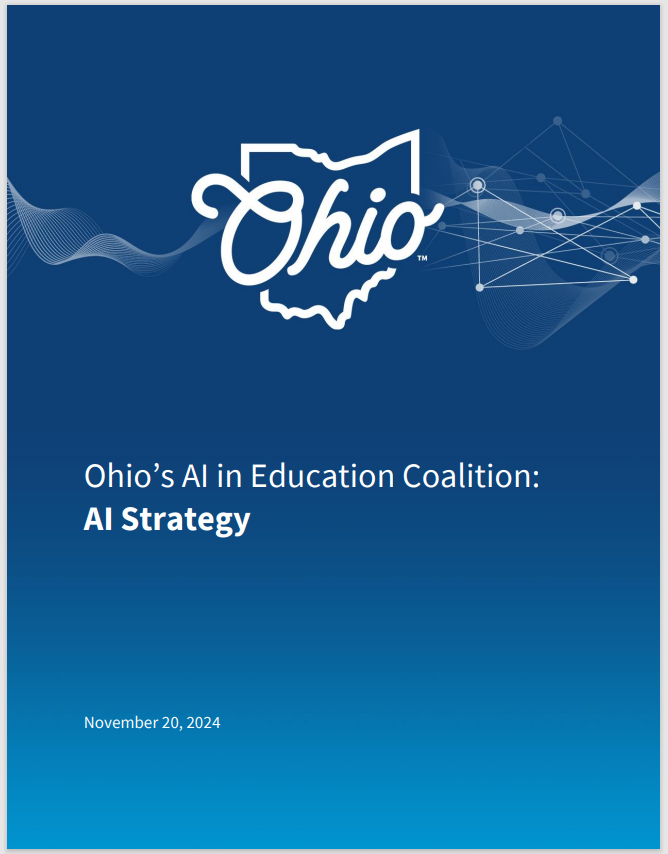 Ohio™
Ohio’s AI in Education Coalition:
AI Strategy
November 20, 2024